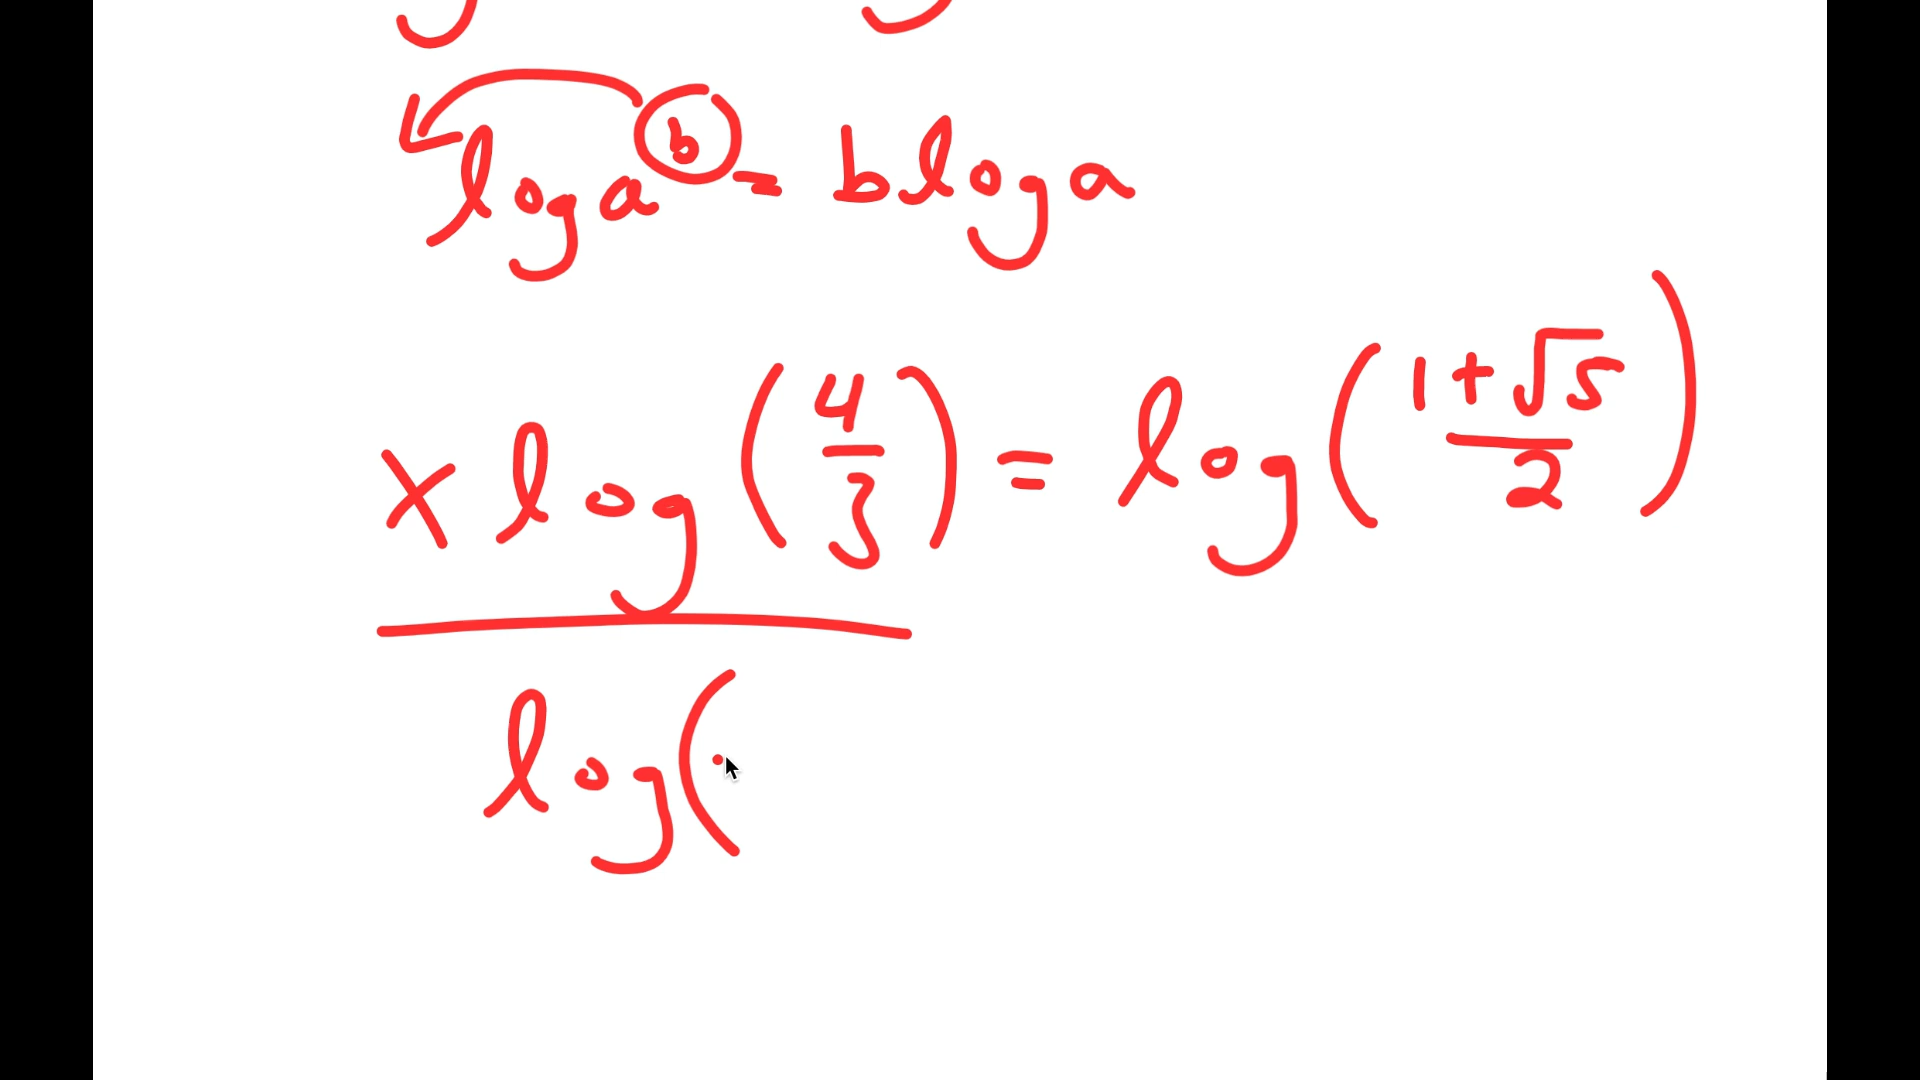 log a^b = b log a
x log (4/3) = log (1+√5/2)
log(